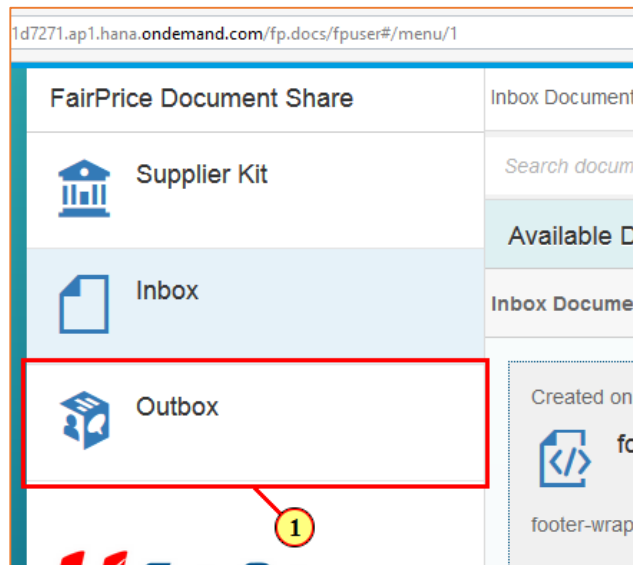 1d7271.ap1.hana.ondemand.com/fp.docs/fpuser#/menu/1
FairPrice Document Share
Supplier Kit
Inbox
Outbox
1
Inbox Document
Search docum
Available D
Inbox Docume
Created on
fo
footer-wrap